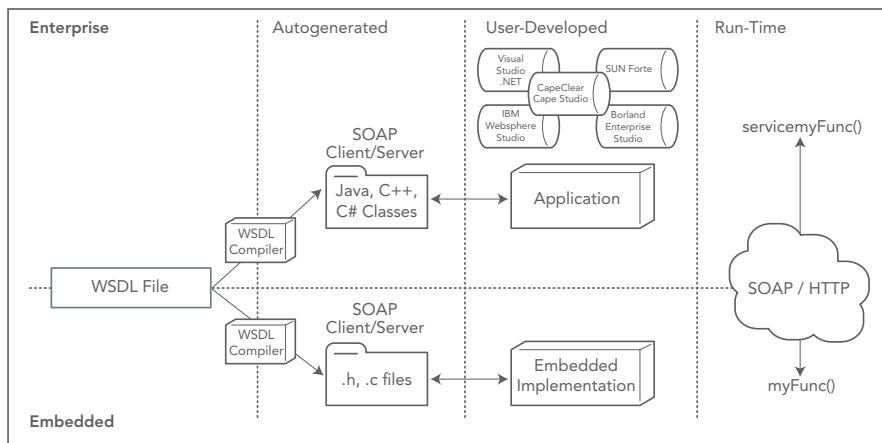 Enterprise
Autogenerated
User-Developed
Run-Time
Visual
Studio
.NET
SUN Forte
CapeClear
Cape Studio
IBM
Websphere
Studio
Borland
Enterprise
Studio
servicemyFunc()
SOAP
Client/Server
Java, C++,
C# Classes
Application
WSDL
Compiler
WSDL File
SOAP / HTTP
WSDL
Compiler
SOAP
Client/Server
.h, .c files
Embedded
Implementation
myFunc()
Embedded